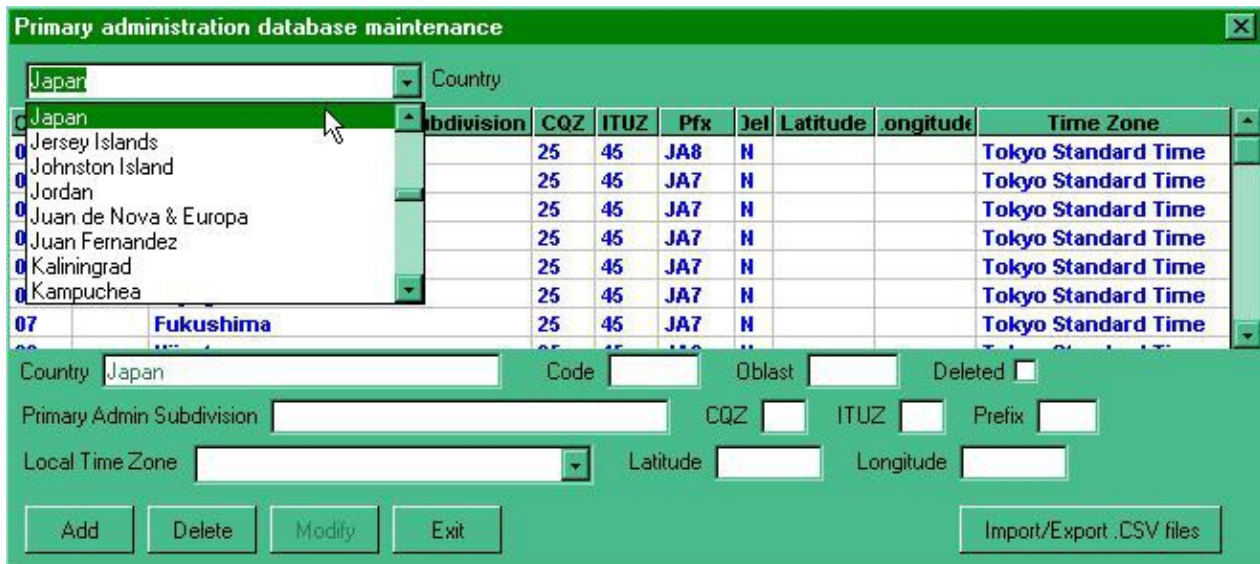 Primary administration database maintenance
Japan Country
Japan
Jersey Islands
Johnston Island
Jordan
Juan de Nova & Europa
Juan Fernandez
Kaliningrad
Kampuchea
ubdivision CQZ ITUZ Pfx Del Latitude Longitude Time Zone
25 45 JA8 N Tokyo Standard Time
25 45 JA7 N Tokyo Standard Time
25 45 JA7 N Tokyo Standard Time
25 45 JA7 N Tokyo Standard Time
25 45 JA7 N Tokyo Standard Time
25 45 JA7 N Tokyo Standard Time
07 Fukushima 25 45 JA7 N Tokyo Standard Time
Country Japan Code Oblast Deleted
Primary Admin Subdivision CQZ ITUZ Prefix
Local Time Zone Latitude Longitude
Add Delete Modify Exit Import/Export .CSV files